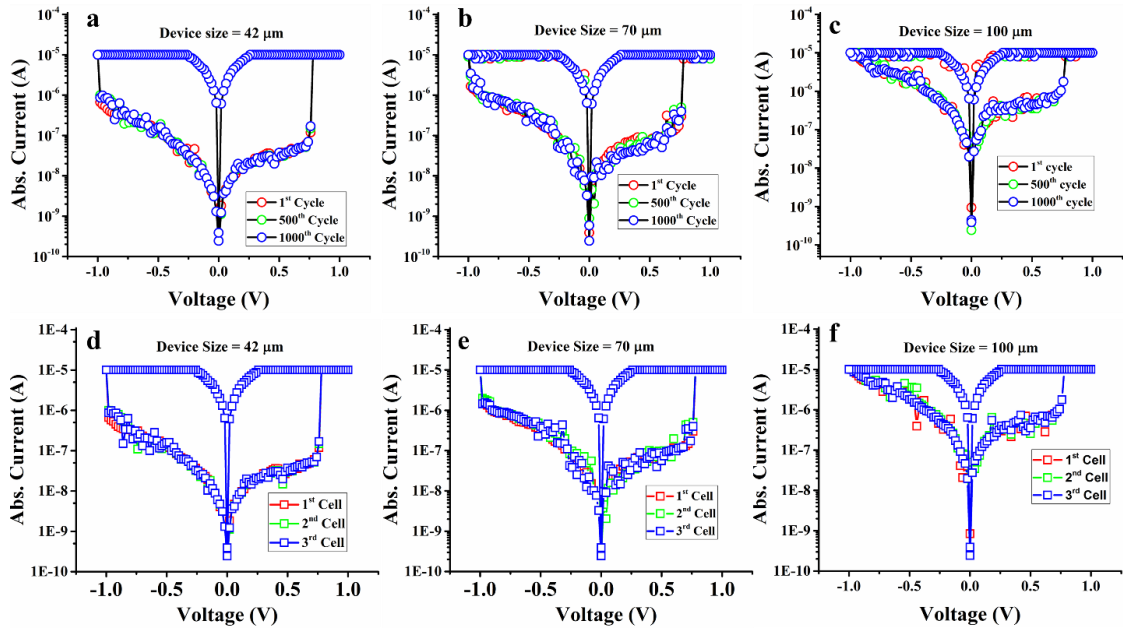 a
Device size = 42 µm
10⁻⁴
10⁻⁵
10⁻⁶
10⁻⁷
10⁻⁸
10⁻⁹
10⁻¹⁰
Abs. Current (A)
1ˢᵗ Cycle
500ᵗʰ Cycle
1000ᵗʰ Cycle
-1.0 -0.5 0.0 0.5 1.0
Voltage (V)
b
Device Size = 70 µm
10⁻⁴
10⁻⁵
10⁻⁶
10⁻⁷
10⁻⁸
10⁻⁹
10⁻¹⁰
Abs. Current (A)
1ˢᵗ Cycle
500ᵗʰ Cycle
1000ᵗʰ Cycle
-1.0 -0.5 0.0 0.5 1.0
Voltage (V)
c
Device Size = 100 µm
10⁻⁴
10⁻⁵
10⁻⁶
10⁻⁷
10⁻⁸
10⁻⁹
10⁻¹⁰
Abs. Current (A)
1ˢᵗ cycle
500ᵗʰ cycle
1000ᵗʰ Cycle
-1.0 -0.5 0.0 0.5 1.0
Voltage (V)
d
Device Size = 42 µm
1E-4
1E-5
1E-6
1E-7
1E-8
1E-9
1E-10
Abs. Current (A)
1ˢᵗ Cell
2ⁿᵈ Cell
3ʳᵈ Cell
-1.0 -0.5 0.0 0.5 1.0
Voltage (V)
e
Device Size = 70 µm
1E-4
1E-5
1E-6
1E-7
1E-8
1E-9
1E-10
Abs. Current (A)
1ˢᵗ Cell
2ⁿᵈ Cell
3ʳᵈ Cell
-1.0 -0.5 0.0 0.5 1.0
Voltage (V)
f
Device Size = 100 µm
1E-4
1E-5
1E-6
1E-7
1E-8
1E-9
1E-10
Abs. Current (A)
1ˢᵗ Cell
2ⁿᵈ Cell
3ʳᵈ Cell
-1.0 -0.5 0.0 0.5 1.0
Voltage (V)